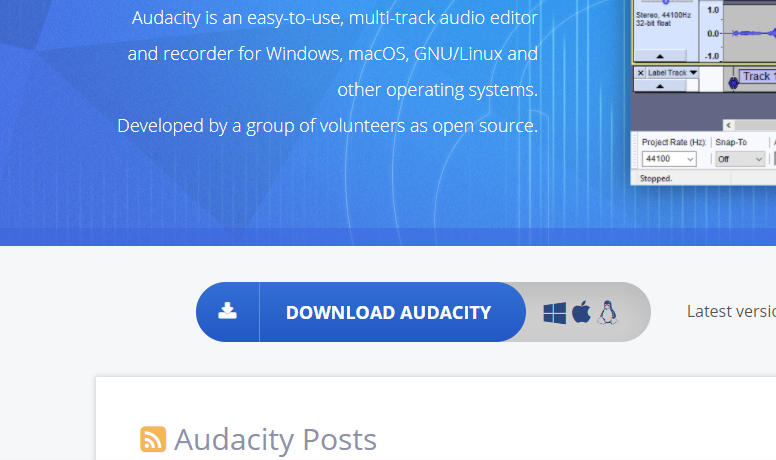 Audacity is an easy-to-use, multi-track audio editor
and recorder for Windows, macOS, GNU/Linux and
other operating systems.
Developed by a group of volunteers as open source.
Stereo, 44100Hz
32-bit float
1.0
0.0-
-1.0
Label Track
Track 1
Project Rate (Hz):
Snap-To
44100
Off
Stopped.
DOWNLOAD AUDACITY
Latest versio
Audacity Posts